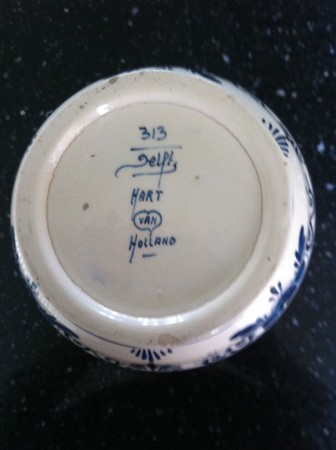 313
Delft
HART
VAN
HOLLAND